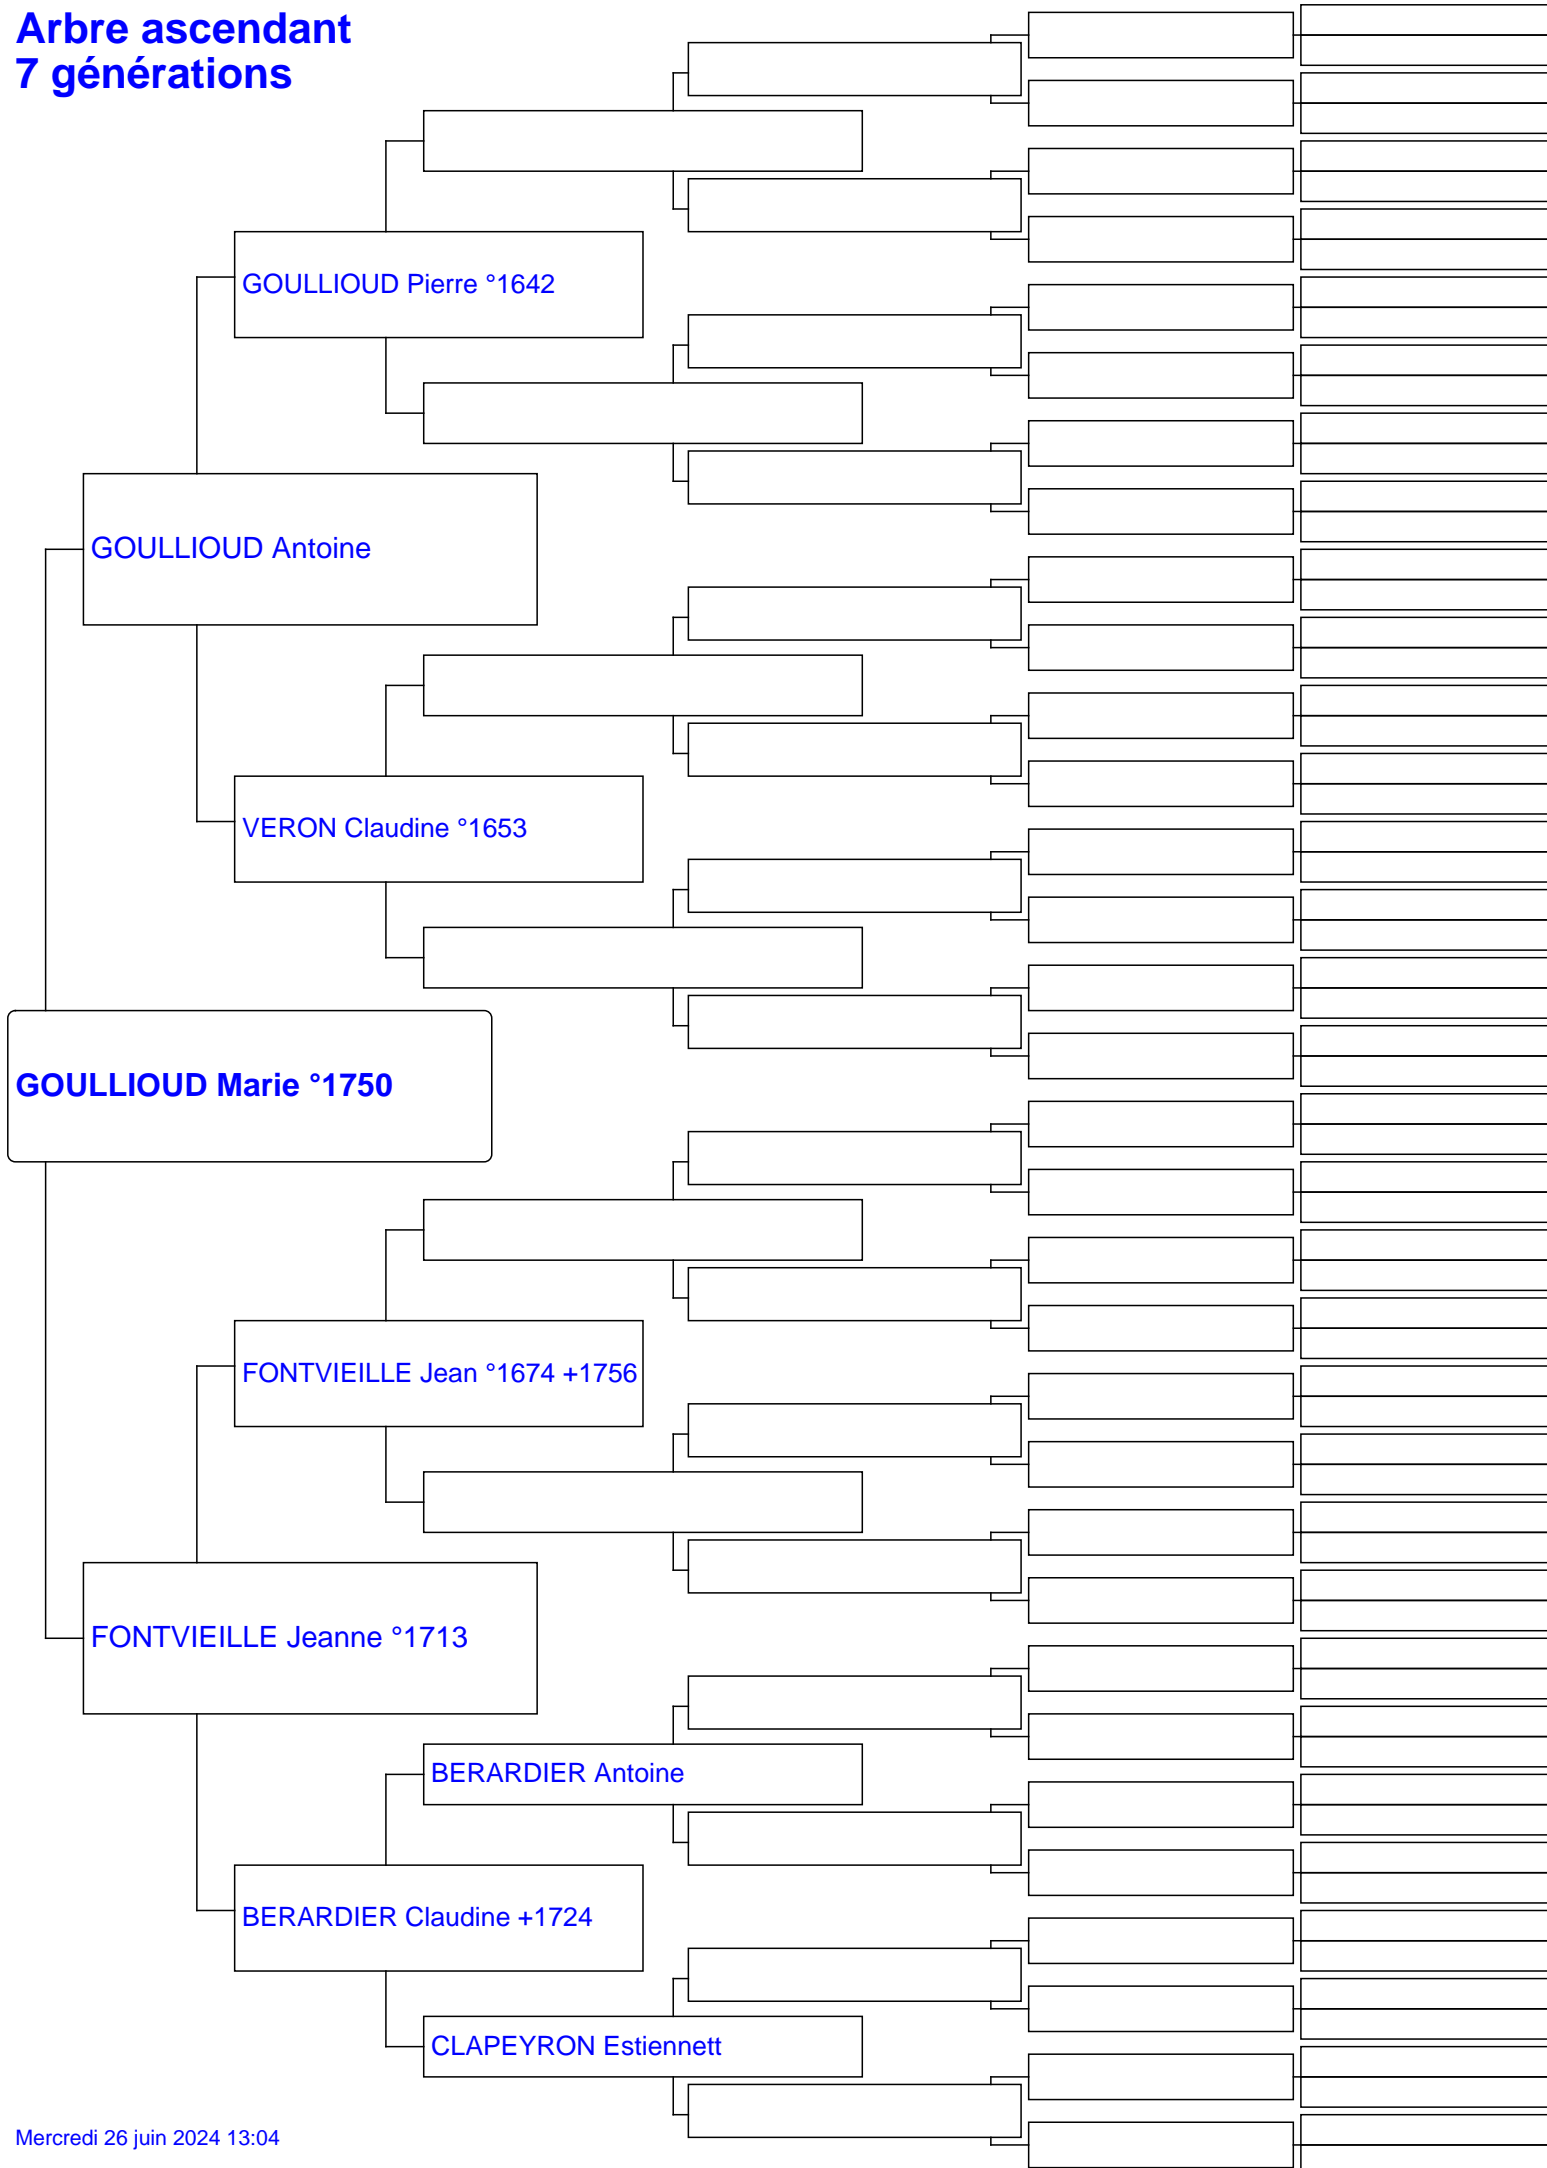 Arbre ascendant
7 générations
GOULLIOUD Pierre °1642
GOULLIOUD Antoine
VERON Claudine °1653
GOULLIOUD Marie °1750
FONTVIEILLE Jean °1674 +1756
FONTVIEILLE Jeanne °1713
BERARDIER Antoine
BERARDIER Claudine +1724
CLAPEYRON Estiennett
Mercredi 26 juin 2024 13:04